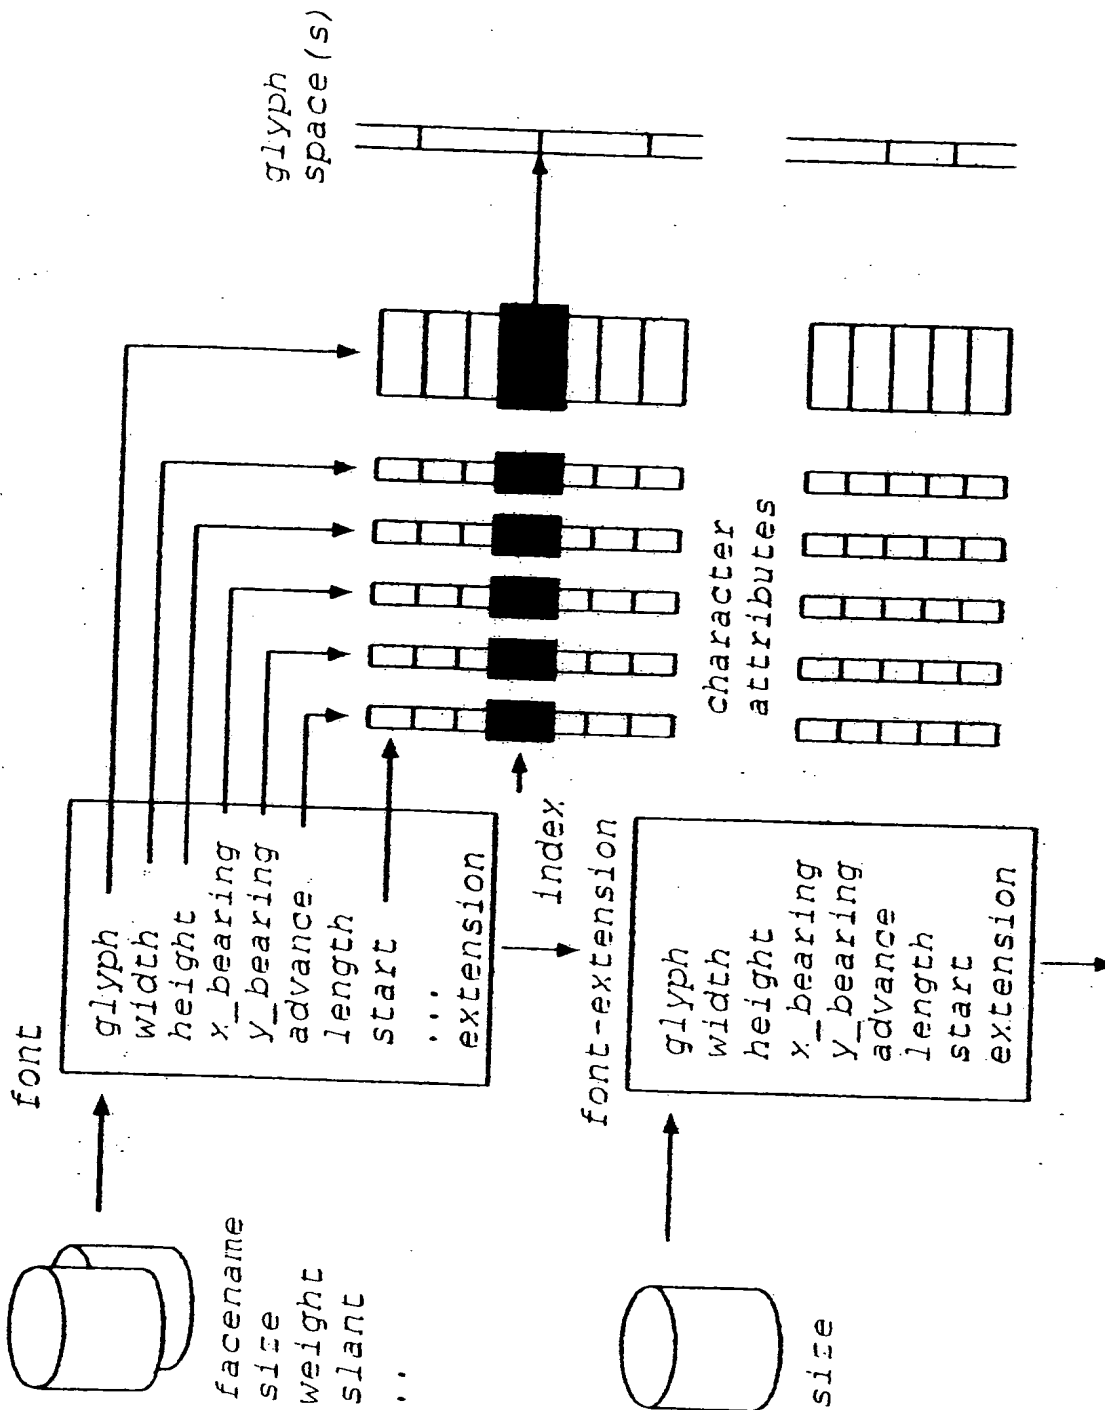 glyph
space(s)
font
glyph
width
height
x_bearing
y_bearing
advance
length
start
...
extension
index
character
attributes
facename
size
weight
slant
..
font-extension
glyph
width
height
x_bearing
y_bearing
advance
length
start
extension
size